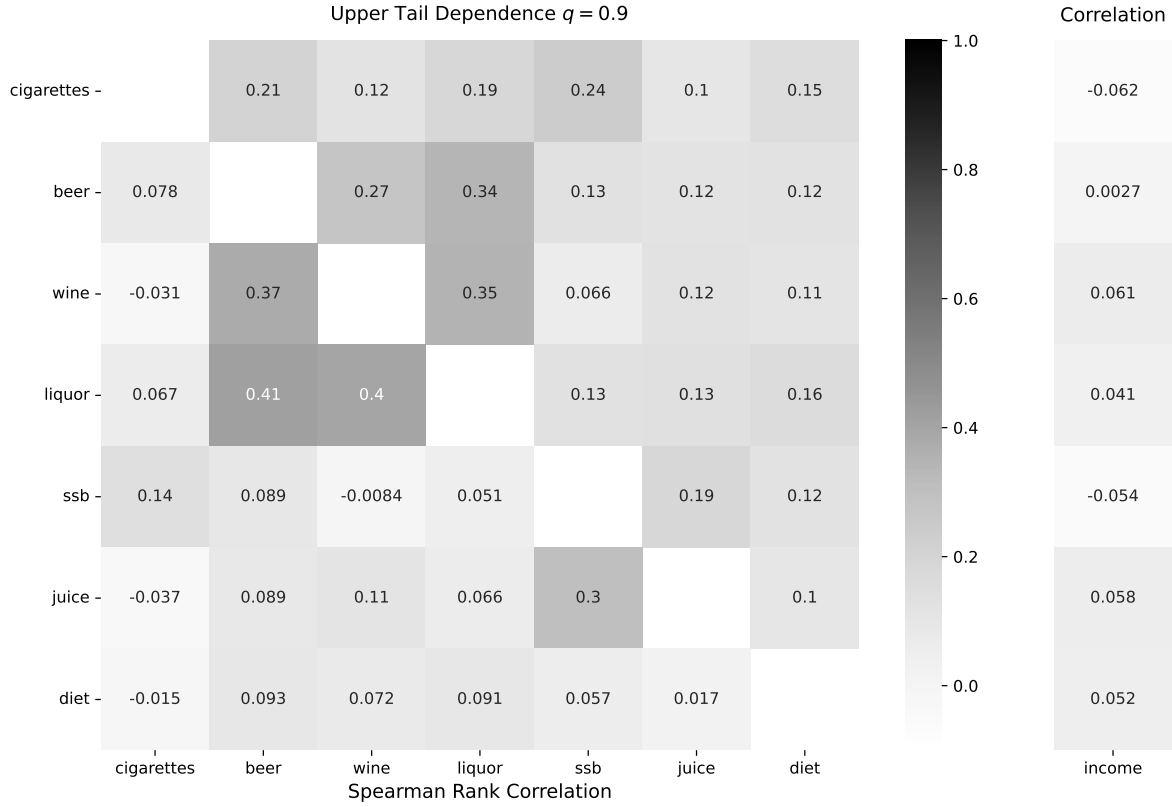 Upper Tail Dependence q = 0.9 Correlation
cigarettes 0.21 0.12 0.19 0.24 0.1 0.15 1.0 -0.062
beer 0.078 0.27 0.34 0.13 0.12 0.12 0.8 0.0027
wine -0.031 0.37 0.35 0.066 0.12 0.11 0.6 0.061
liquor 0.067 0.41 0.4 0.13 0.13 0.16 0.4 0.041
ssb 0.14 0.089 -0.0084 0.051 0.19 0.12 -0.054
juice -0.037 0.089 0.11 0.066 0.3 0.1 0.2 0.058
diet -0.015 0.093 0.072 0.091 0.057 0.017 0.0 0.052
cigarettes beer wine liquor ssb juice diet income
Spearman Rank Correlation